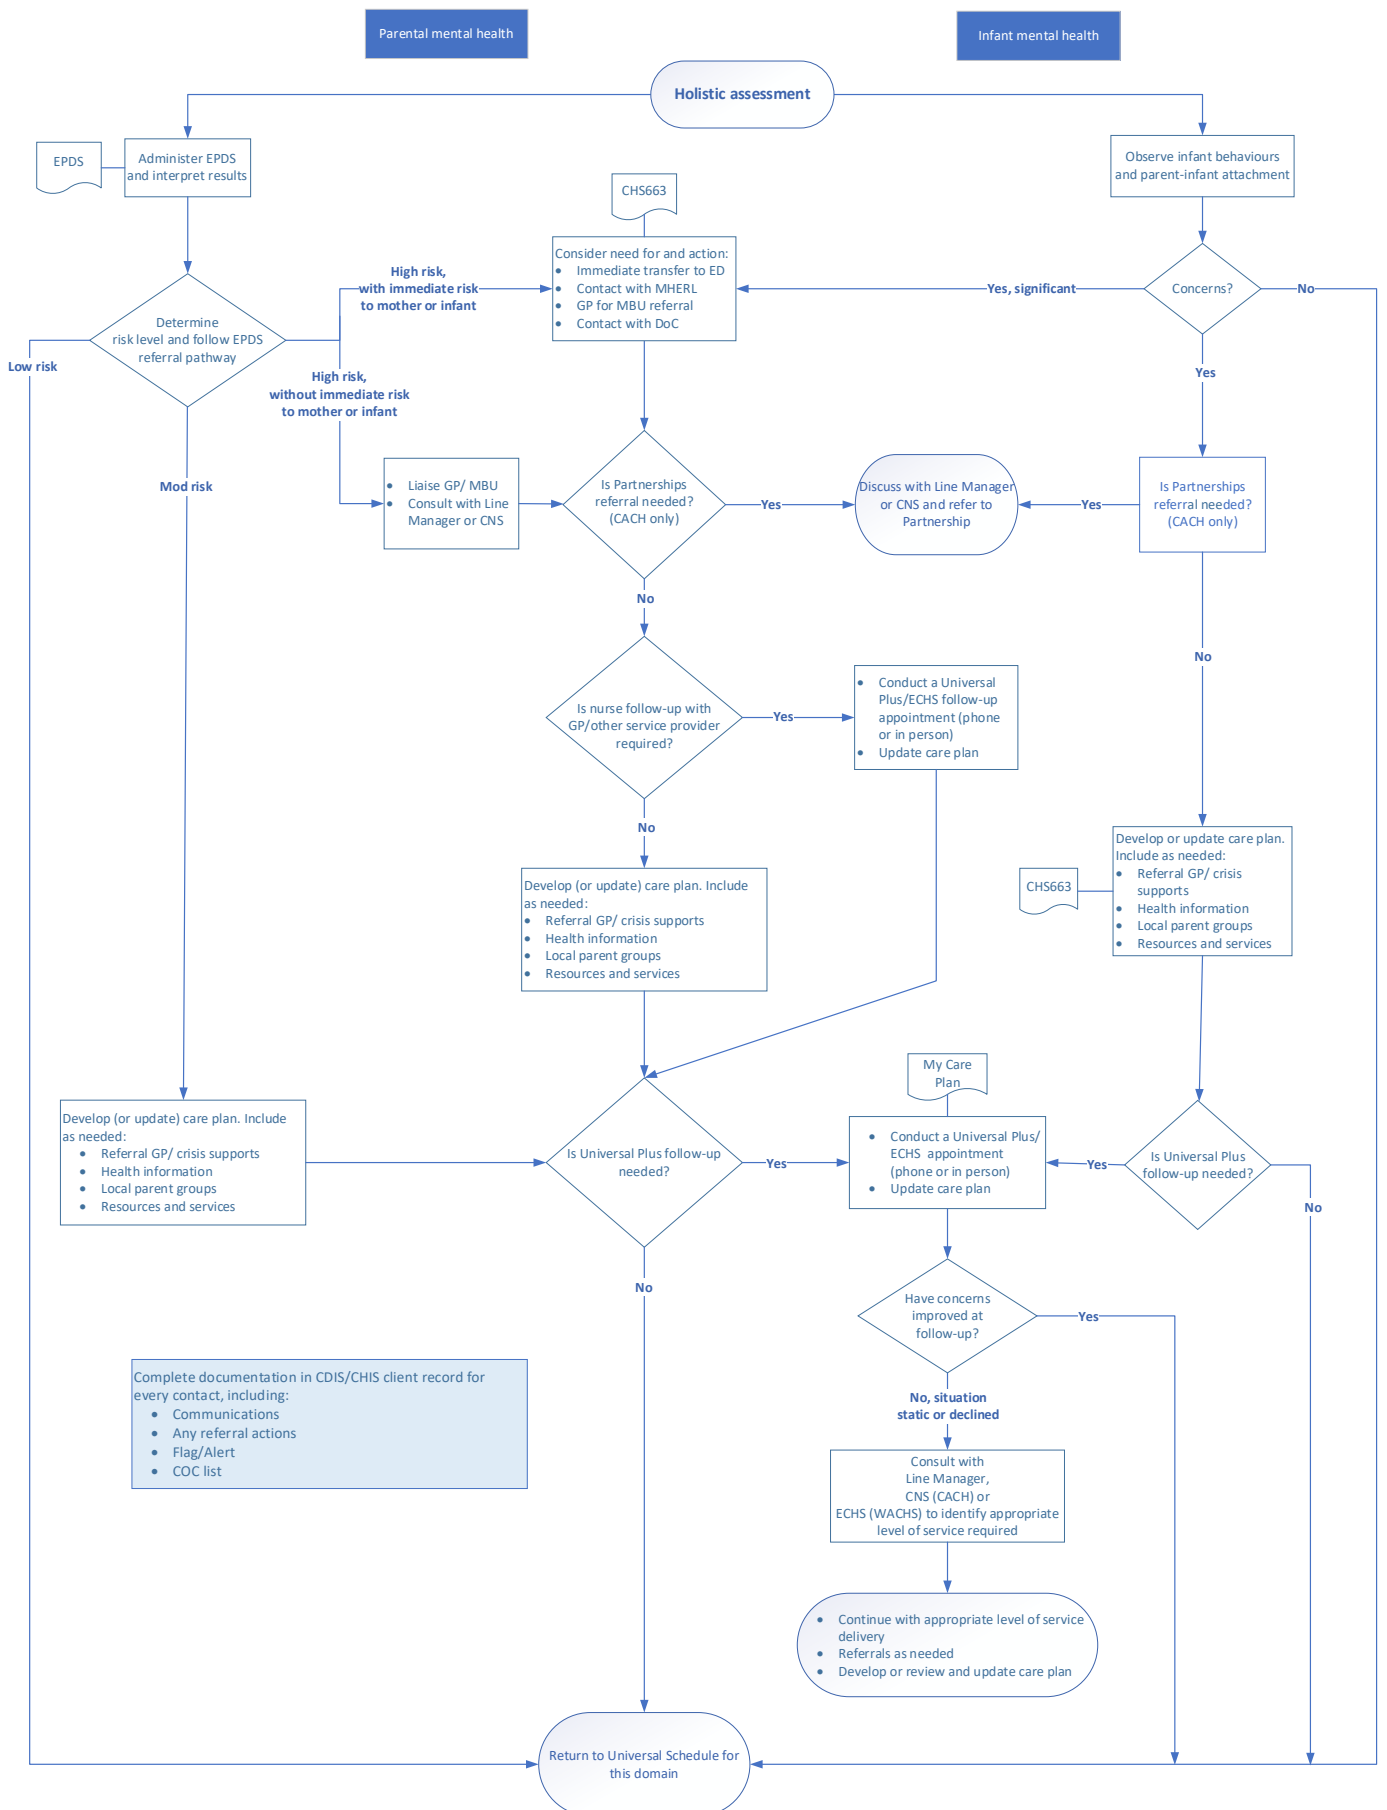 Parental mental health
Infant mental health
Holistic assessment
EPDS
Administer EPDS
and interpret results
Observe infant behaviours
and parent-infant attachment
CHS663
Consider need for and action:
• Immediate transfer to ED
• Contact with MHERL
• GP for MBU referral
• Contact with DoC
High risk,
with immediate risk
to mother or infant
Yes, significant
Concerns?
No
Determine
risk level and follow EPDS
referral pathway
Low risk
High risk,
without immediate risk
to mother or infant
Yes
Mod risk
• Liaise GP/ MBU
• Consult with Line
Manager or CNS
Is Partnerships
referral needed?
(CACH only)
Yes
Discuss with Line Manager
or CNS and refer to
Partnership
Yes
Is Partnerships
referral needed?
(CACH only)
No
No
Is nurse follow-up with
GP/other service provider
required?
Yes
• Conduct a Universal
Plus/ECHS follow-up
appointment (phone
or in person)
• Update care plan
No
Develop (or update) care plan. Include
as needed:
• Referral GP/ crisis supports
• Health information
• Local parent groups
• Resources and services
CHS663
Develop or update care plan.
Include as needed:
• Referral GP/ crisis
supports
• Health information
• Local parent groups
• Resources and services
My Care
Plan
Develop (or update) care plan. Include
as needed:
• Referral GP/ crisis supports
• Health information
• Local parent groups
• Resources and services
Is Universal Plus follow-up
needed?
Yes
• Conduct a Universal Plus/
ECHS appointment
(phone or in person)
• Update care plan
Yes
Is Universal Plus
follow-up needed?
No
No
Have concerns
improved at
follow-up?
Yes
No, situation
static or declined
Complete documentation in CDIS/CHIS client record for
every contact, including:
• Communications
• Any referral actions
• Flag/Alert
• COC list
Consult with
Line Manager,
CNS (CACH) or
ECHS (WACHS) to identify appropriate
level of service required
• Continue with appropriate level of service
delivery
• Referrals as needed
• Develop or review and update care plan
Return to Universal Schedule for
this domain